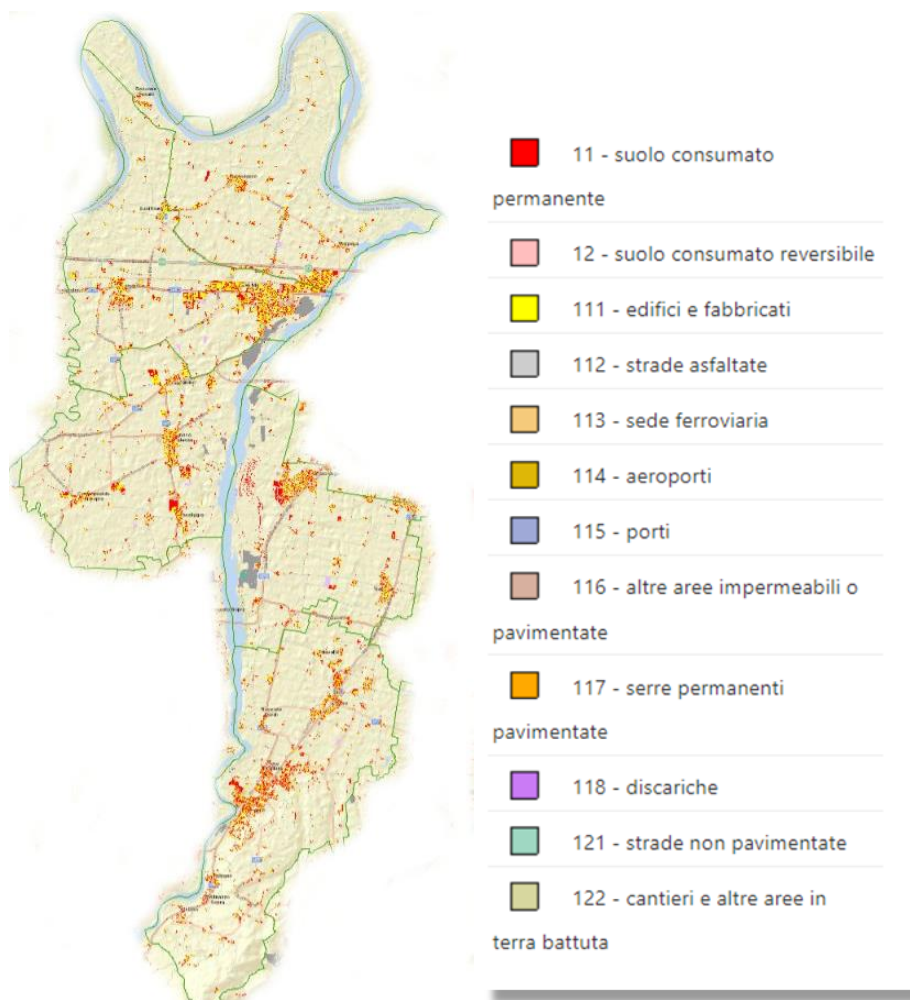 11 - suolo consumato
permanente
12 - suolo consumato reversibile
111 - edifici e fabbricati
112 - strade asfaltate
113 - sede ferroviaria
114 - aeroporti
115 - porti
116 - altre aree impermeabili o
pavimentate
117 - serre permanenti
pavimentate
118 - discariche
121 - strade non pavimentate
122 - cantieri e altre aree in
terra battuta